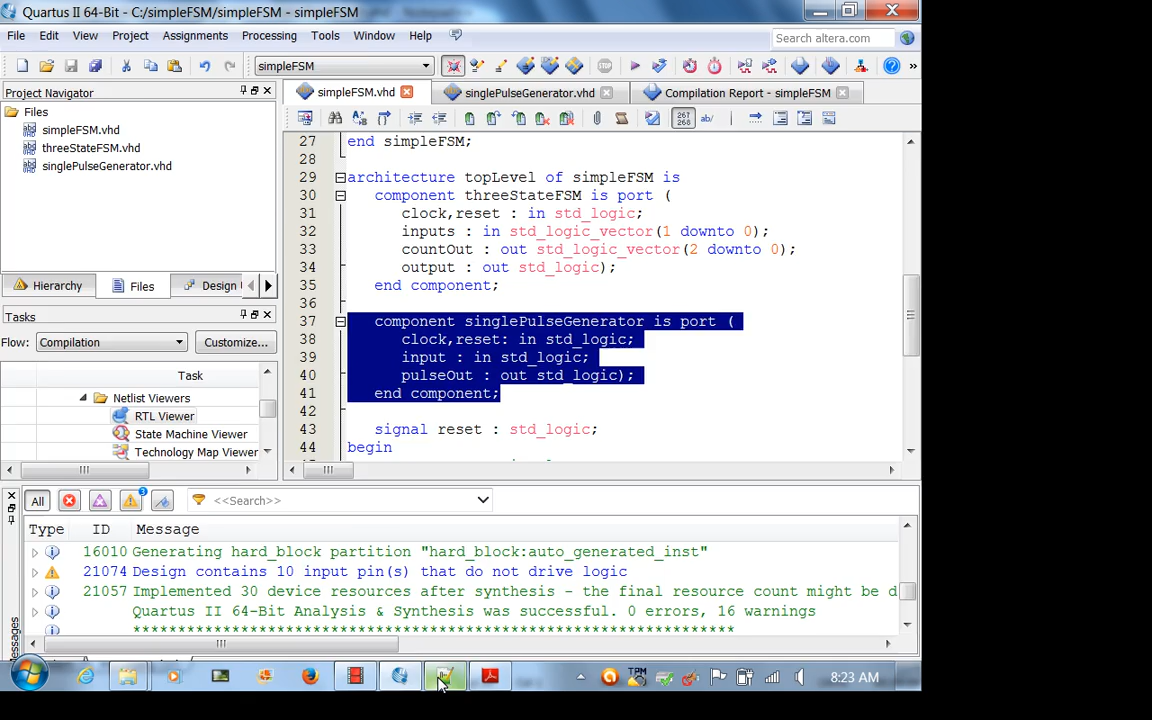 Quartus II 64-Bit - C:/simpleFSM/simpleFSM - simpleFSM
File Edit View Project Assignments Processing Tools Window Help
Search altera.com
simpleFSM
Project Navigator
Files
simpleFSM.vhd
threeStateFSM.vhd
singlePulseGenerator.vhd
Hierarchy Files Design
Tasks
Flow: Compilation Customize...
Task
Netlist Viewers
RTL Viewer
State Machine Viewer
Technology Map Viewer
simpleFSM.vhd singlePulseGenerator.vhd Compilation Report - simpleFSM
267
268 ab/
27 end simpleFSM;
28
29 architecture topLevel of simpleFSM is
30 component threeStateFSM is port (
31 clock,reset : in std_logic;
32 inputs : in std_logic_vector(1 downto 0);
33 countOut : out std_logic_vector(2 downto 0);
34 output : out std_logic);
35 end component;
36
37 component singlePulseGenerator is port (
38 clock,reset: in std_logic;
39 input : in std_logic;
40 pulseOut : out std_logic);
41 end component;
42
43 signal reset : std_logic;
44 begin
All 3 <<Search>>
Type ID Message
16010 Generating hard_block partition "hard_block:auto_generated_inst"
21074 Design contains 10 input pin(s) that do not drive logic
21057 Implemented 30 device resources after synthesis - the final resource count might be d
Quartus II 64-Bit Analysis & Synthesis was successful. 0 errors, 16 warnings
*******************************************************************
Messages
8:23 AM